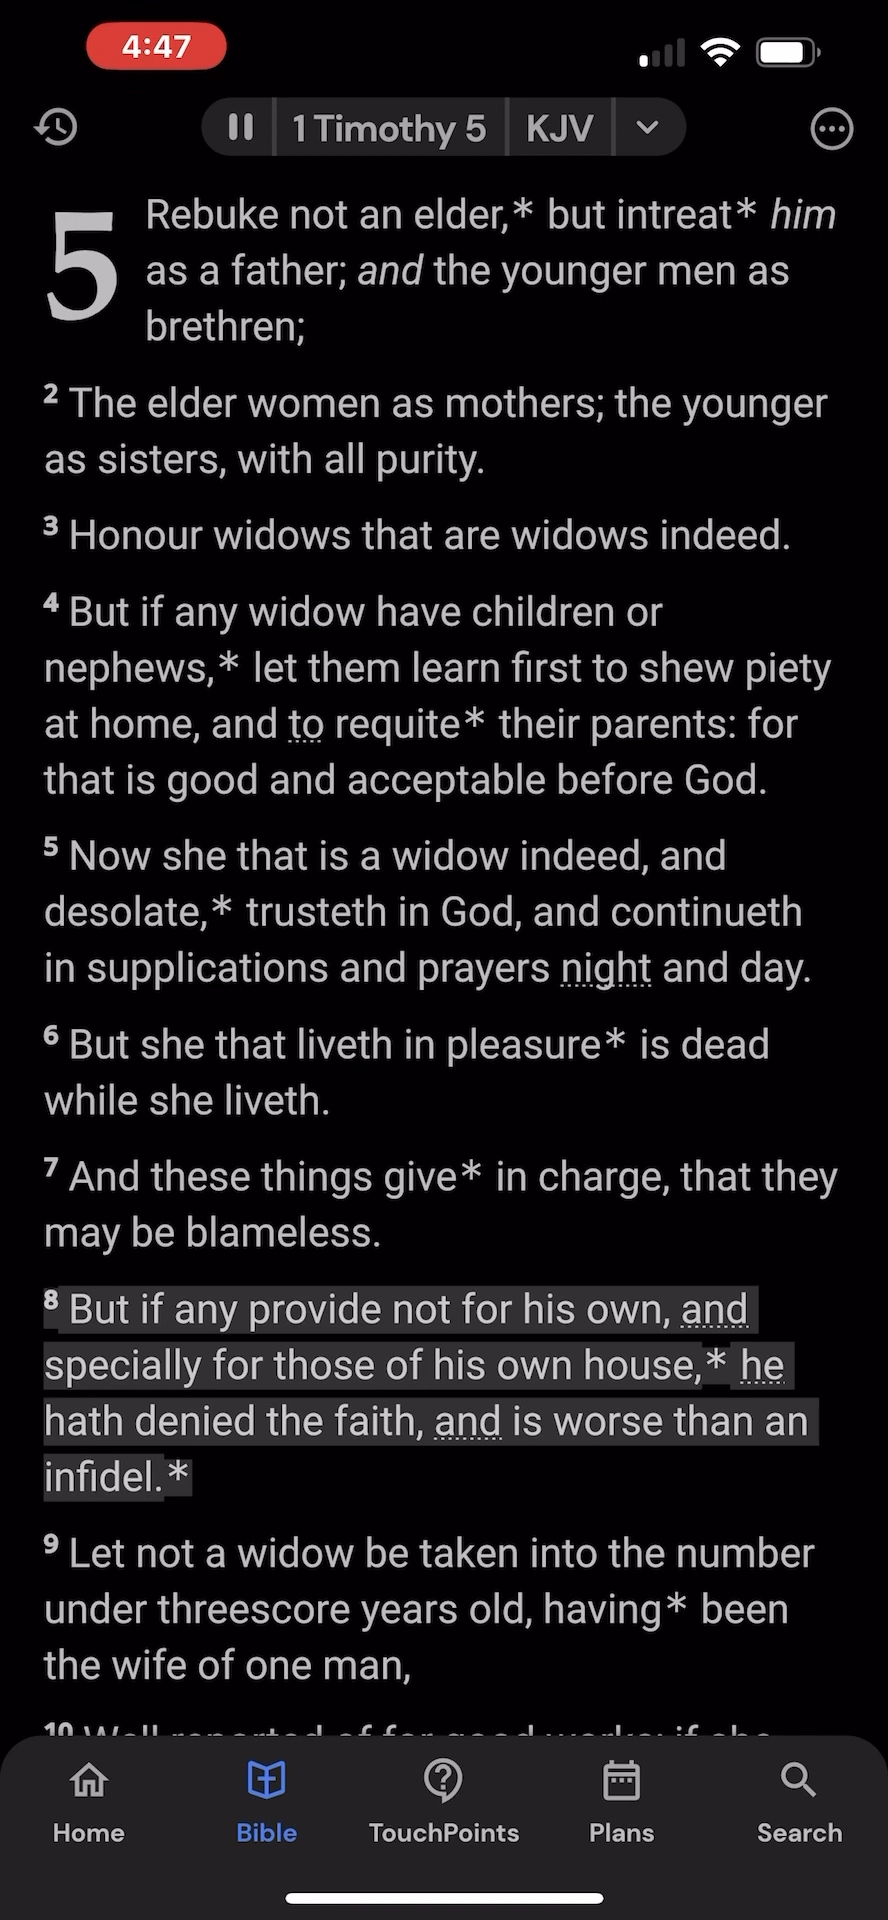 4:47
1 Timothy 5 KJV
5 Rebuke not an elder,* but intreat* him
as a father; and the younger men as
brethren;
2 The elder women as mothers; the younger
as sisters, with all purity.
3 Honour widows that are widows indeed.
4 But if any widow have children or
nephews,* let them learn first to shew piety
at home, and to requite* their parents: for
that is good and acceptable before God.
5 Now she that is a widow indeed, and
desolate,* trusteth in God, and continueth
in supplications and prayers night and day.
6 But she that liveth in pleasure* is dead
while she liveth.
7 And these things give* in charge, that they
may be blameless.
8 But if any provide not for his own, and
specially for those of his own house,* he
hath denied the faith, and is worse than an
infidel.*
9 Let not a widow be taken into the number
under threescore years old, having* been
the wife of one man,
10 Well reported of for good works; if she
Home Bible TouchPoints Plans Search